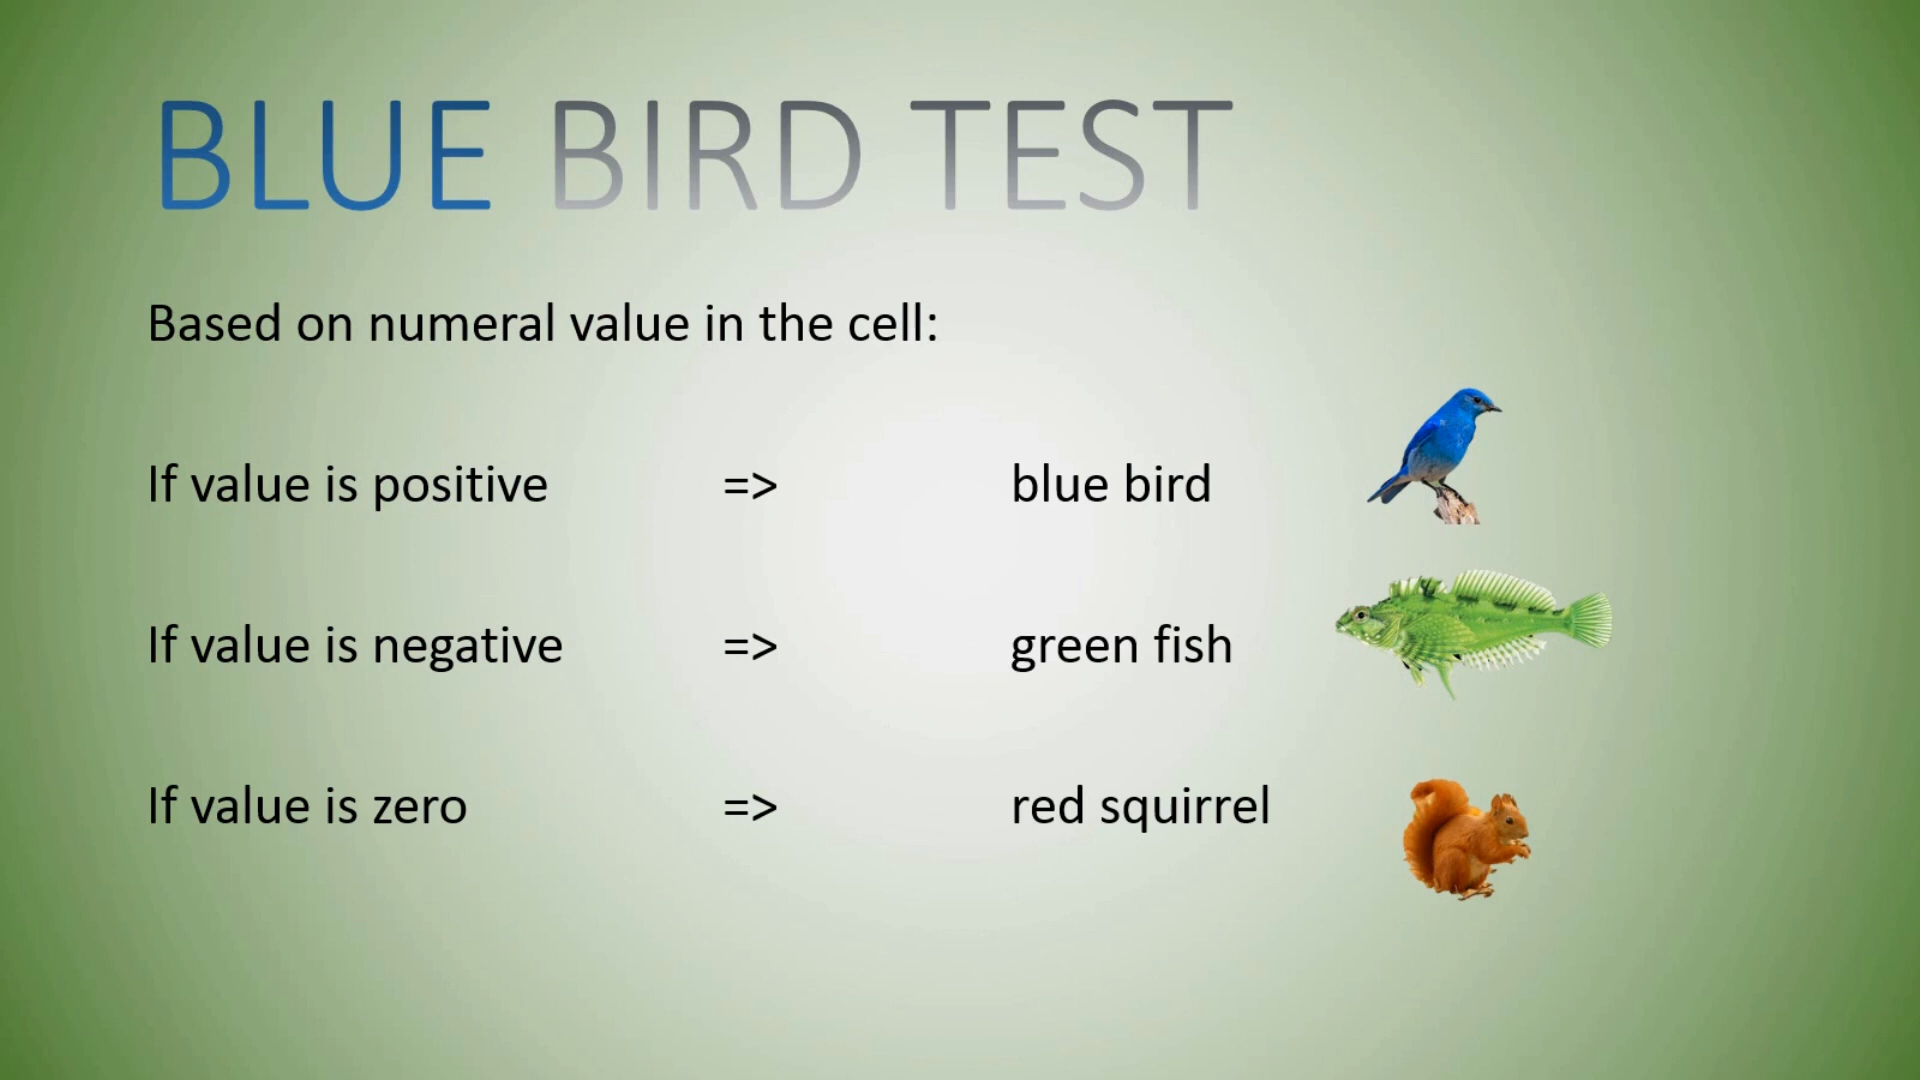 BLUE BIRD TEST
Based on numeral value in the cell:
If value is positive => blue bird
If value is negative => green fish
If value is zero => red squirrel